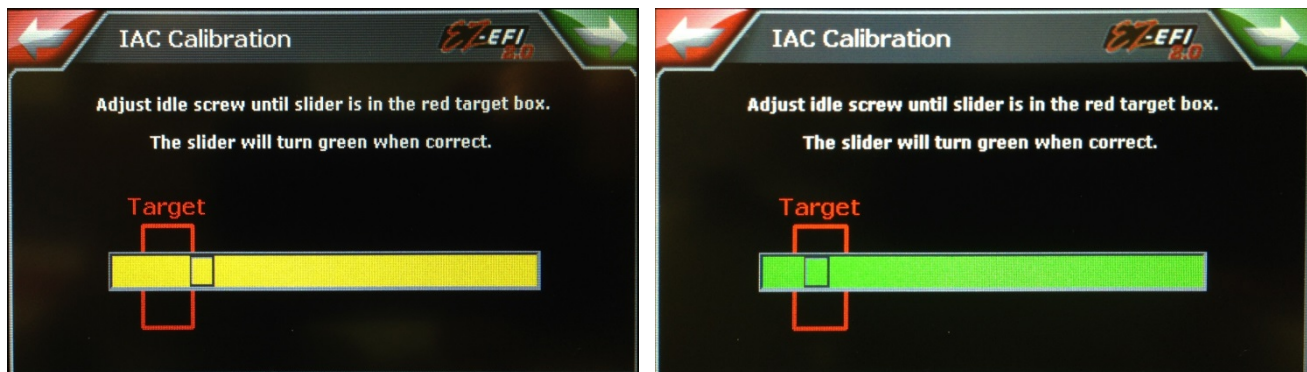 IAC Calibration
EZ-EFI
2.0
Adjust idle screw until slider is in the red target box.
The slider will turn green when correct.
Target
IAC Calibration
EZ-EFI
2.0
Adjust idle screw until slider is in the red target box.
The slider will turn green when correct.
Target